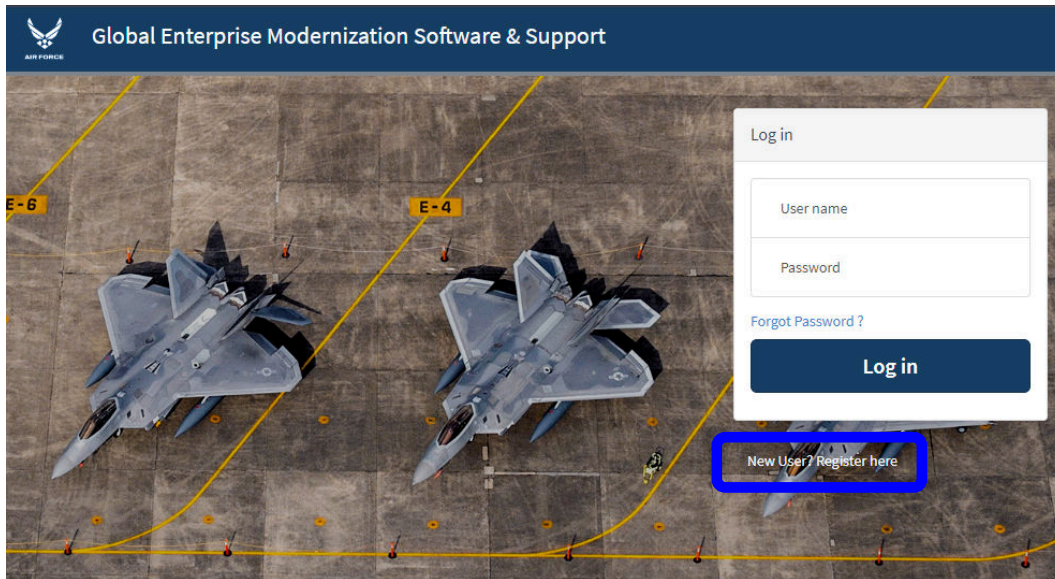 AIR FORCE
Global Enterprise Modernization Software & Support
Log in
User name
Password
Forgot Password ?
Log in
New User? Register here
E-6
E-4